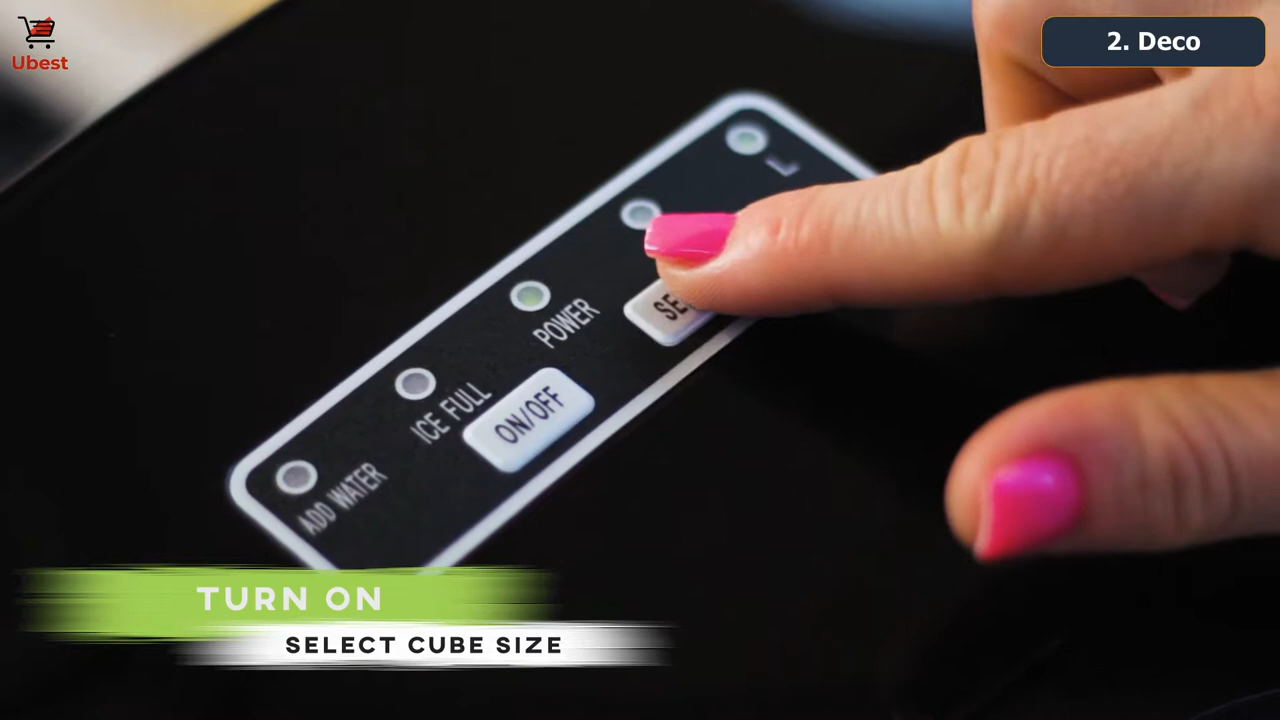 Ubest
2. Deco
L
POWER
ICE FULL
ON/OFF
ADD WATER
TURN ON
SELECT CUBE SIZE